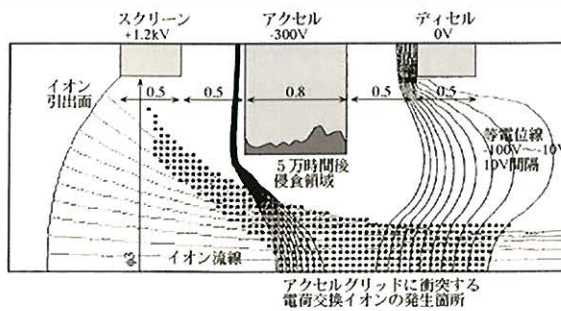 スクリーン
+1.2kV
アクセル
-300V
ディセル
0V
イオン
引出面
0.5
0.5
0.8
0.5
0.5
等電位線
-100V～-10V
10V間隔
5万時間後
侵食領域
イオン流線
アクセルグリッドに衝突する
電荷交換イオンの発生箇所